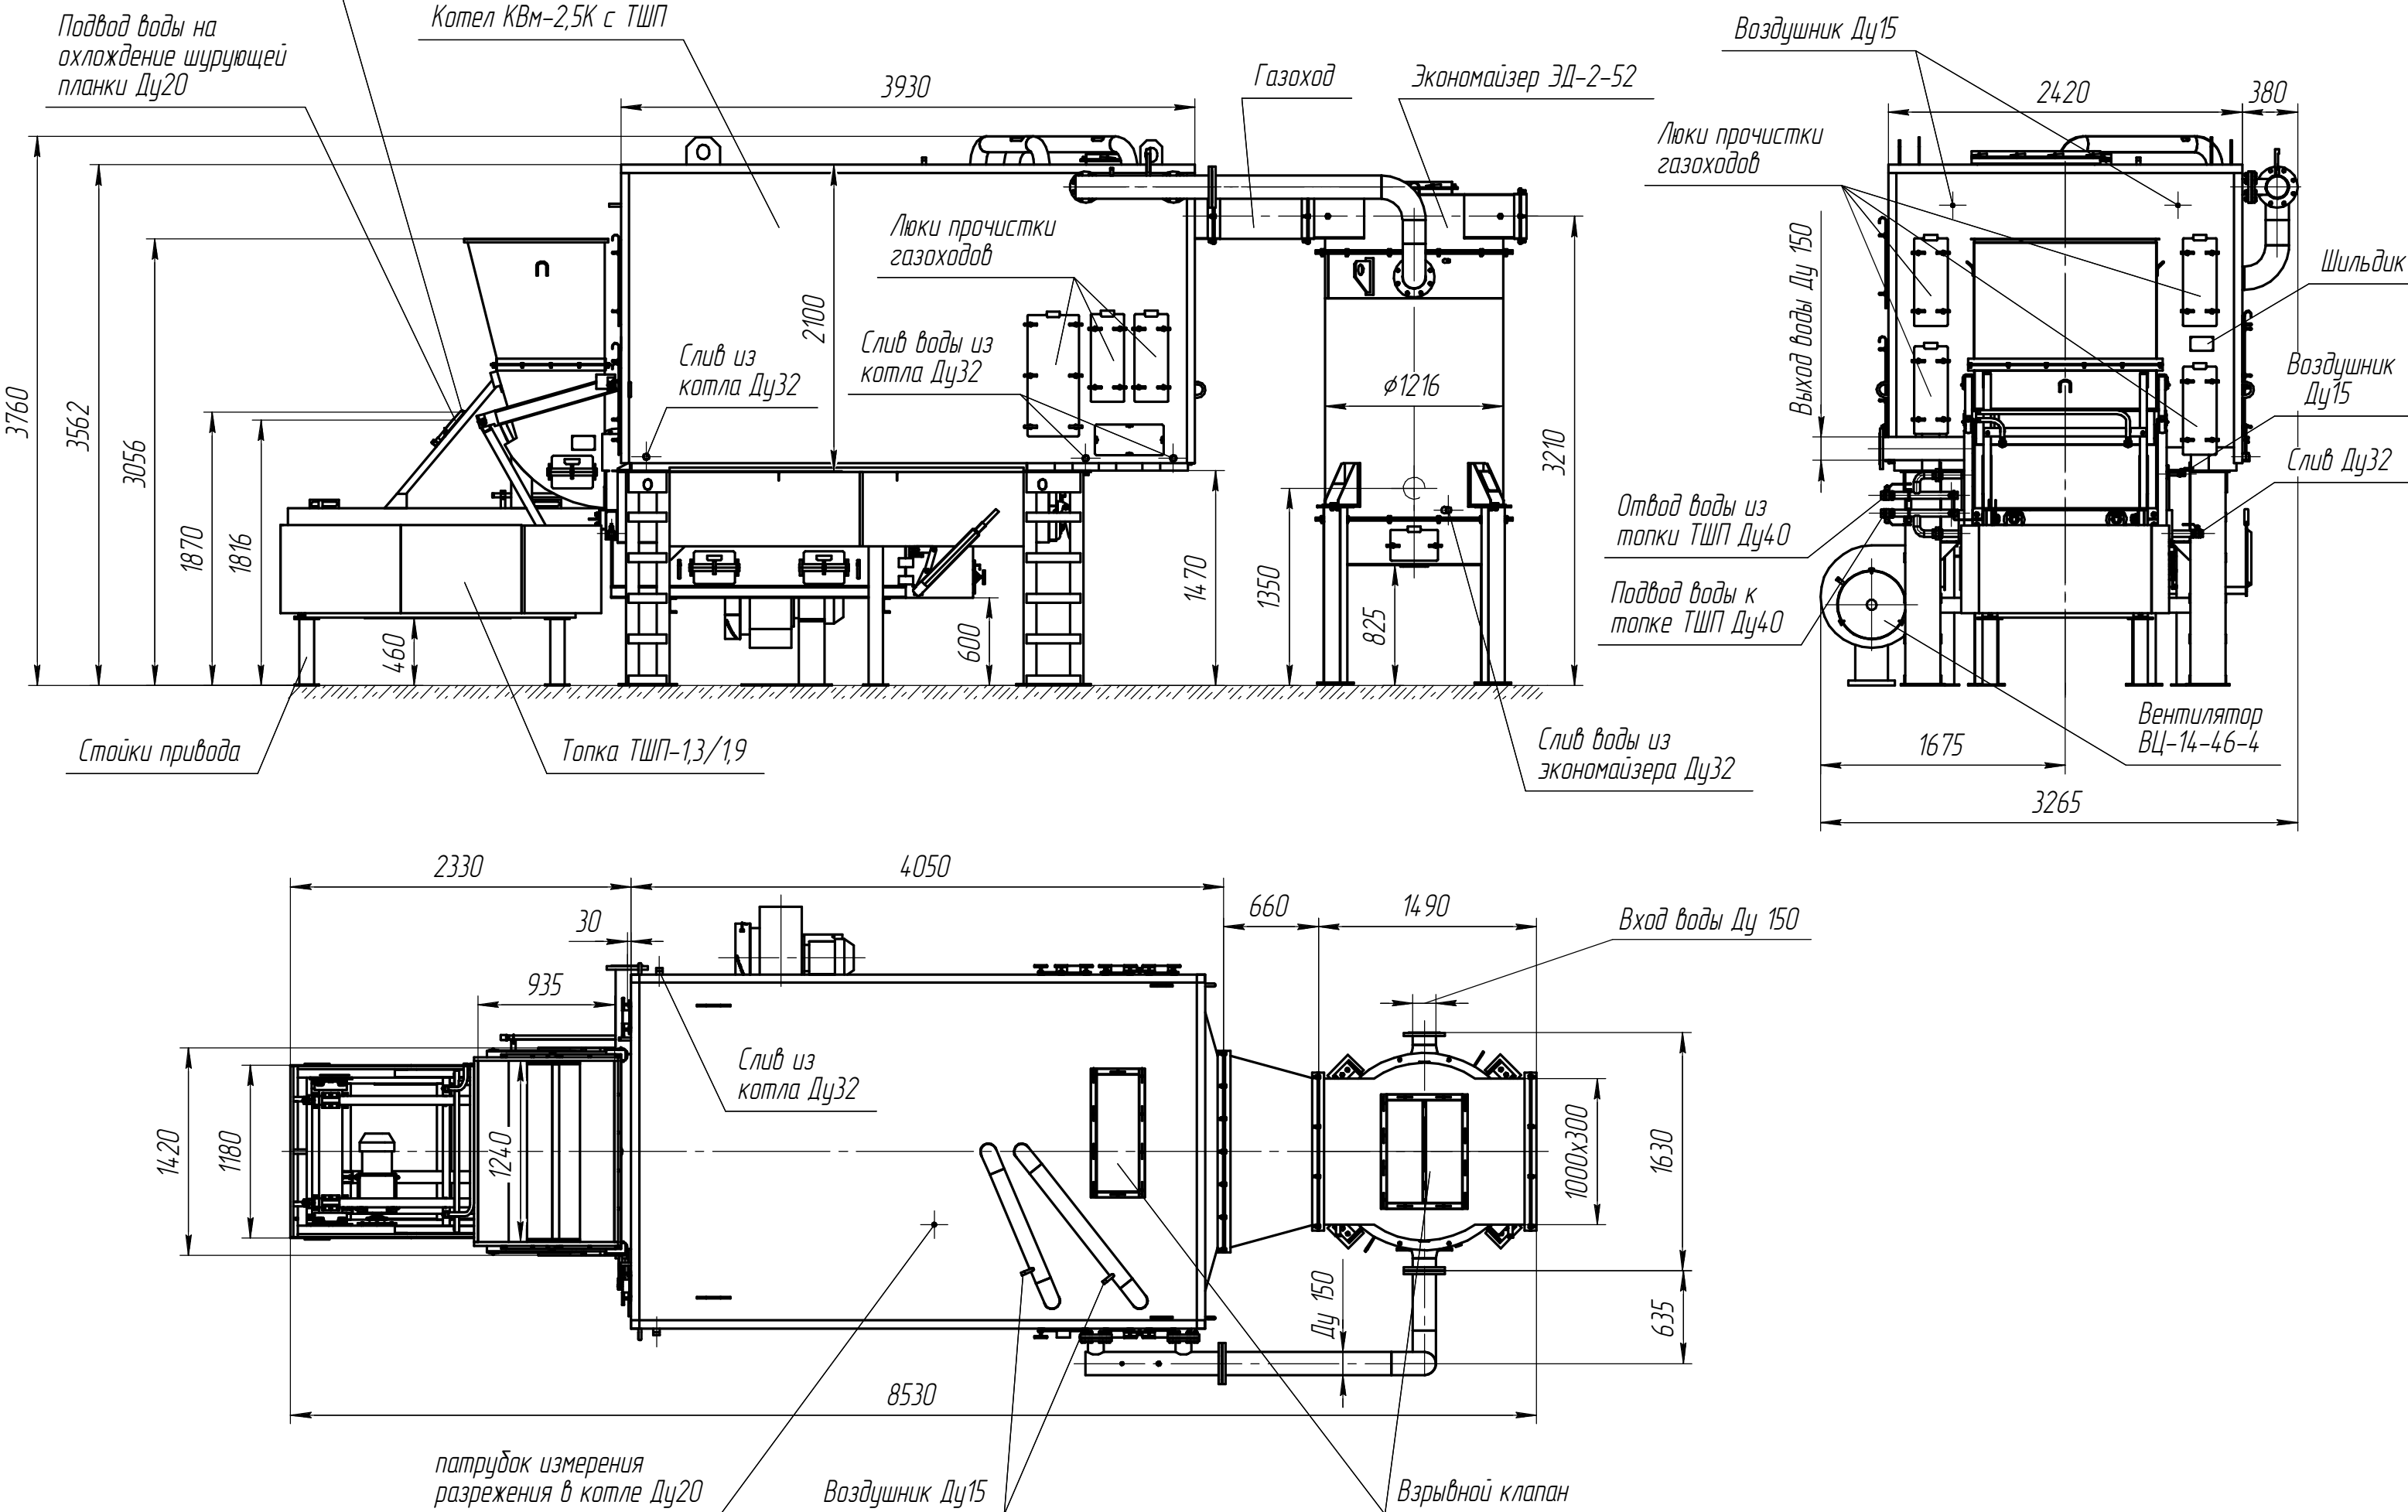 Подвод воды на
охлаждение шурующей
планки Ду20
Котел КВм-2,5К с ТШП
3930
Газоход
Экономайзер ЭД-2-52
Воздушник Ду15
2420
380
Люки прочистки
газоходов
Люки прочистки
газоходов
2100
Слив из
котла Ду32
Слив воды из
котла Ду32
⌀1216
Выход воды Ду 150
Шильдик
Воздушник
Ду15
Слив Ду32
3760
3562
3056
1870
1816
460
600
1470
1350
825
3210
Отвод воды из
топки ТШП Ду40
Подвод воды к
топке ТШП Ду40
Стойки привода
Топка ТШП-1,3/1,9
Слив воды из
экономайзера Ду32
Вентилятор
ВЦ-14-46-4
1675
3265
2330
4050
660
1490
Вход воды Ду 150
30
935
Слив из
котла Ду32
1420
1180
1240
1000х300
1630
635
Ду 150
8530
патрубок измерения
разрежения в котле Ду20
Воздушник Ду15
Взрывной клапан